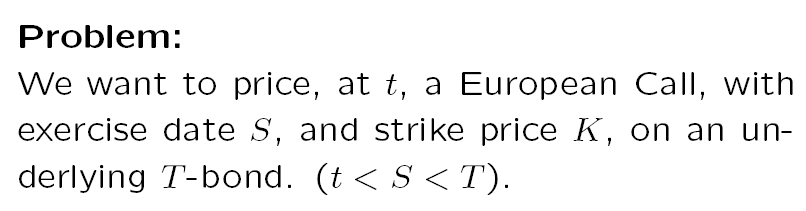 Problem:
We want to price, at t, a European Call, with
exercise date S, and strike price K, on an un-
derlying T-bond. (t < S < T).